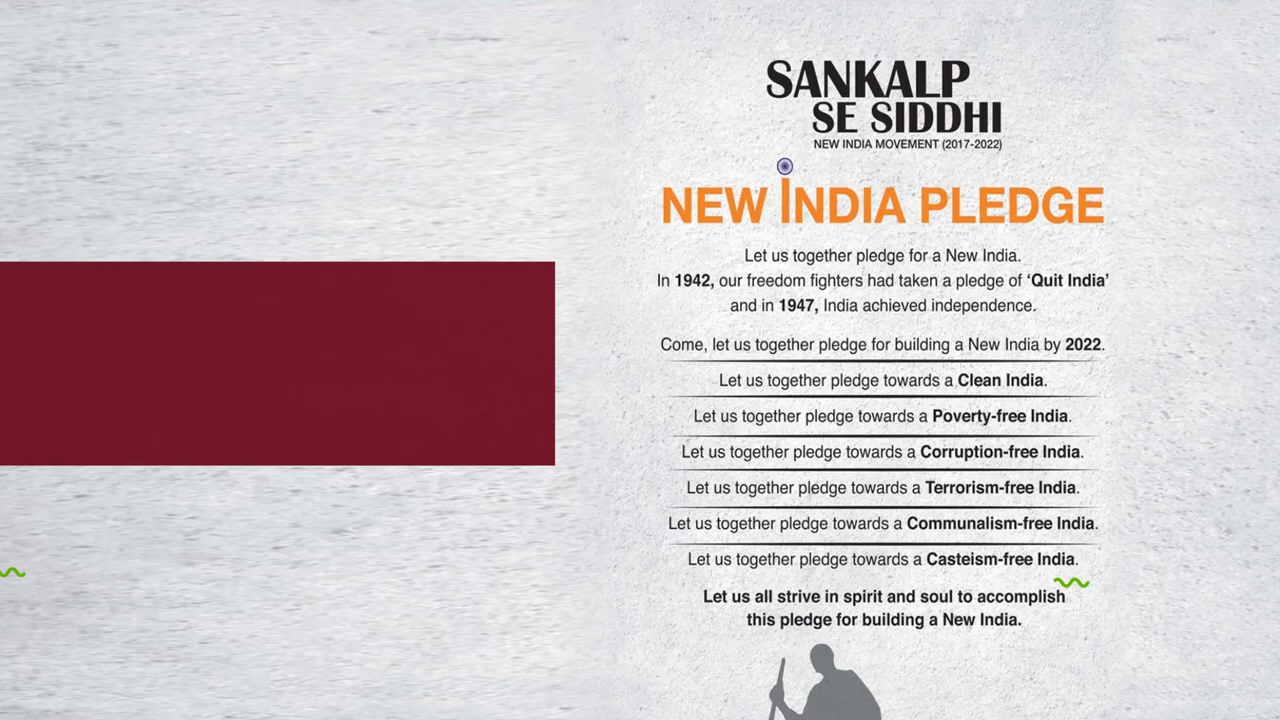 SANKALP
SE SIDDHI
NEW INDIA MOVEMENT (2017-2022)
NEW INDIA PLEDGE
Let us together pledge for a New India.
In 1942, our freedom fighters had taken a pledge of ‘Quit India’
and in 1947, India achieved independence.
Come, let us together pledge for building a New India by 2022.
Let us together pledge towards a Clean India.
Let us together pledge towards a Poverty-free India.
Let us together pledge towards a Corruption-free India.
Let us together pledge towards a Terrorism-free India.
Let us together pledge towards a Communalism-free India.
Let us together pledge towards a Casteism-free India.
Let us all strive in spirit and soul to accomplish
this pledge for building a New India.